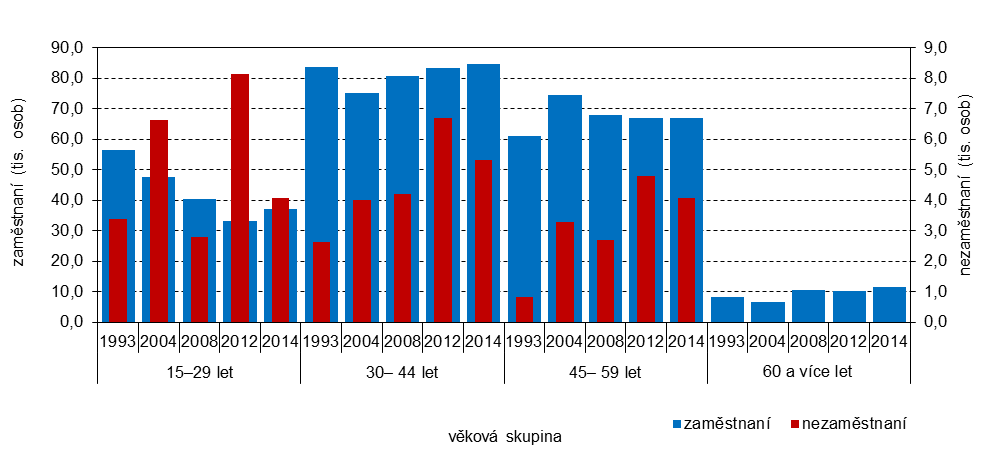 90,0 9,0
80,0 8,0
70,0 7,0
60,0 6,0
50,0 5,0
40,0 4,0
30,0 3,0
20,0 2,0
10,0 1,0
0,0 0,0
zaměstnaní (tis. osob)
nezaměstnaní (tis. osob)
1993 2004 2008 2012 2014 1993 2004 2008 2012 2014 1993 2004 2008 2012 2014 1993 2004 2008 2012 2014
15–29 let 30– 44 let 45– 59 let 60 a více let
zaměstnaní nezaměstnaní
věková skupina